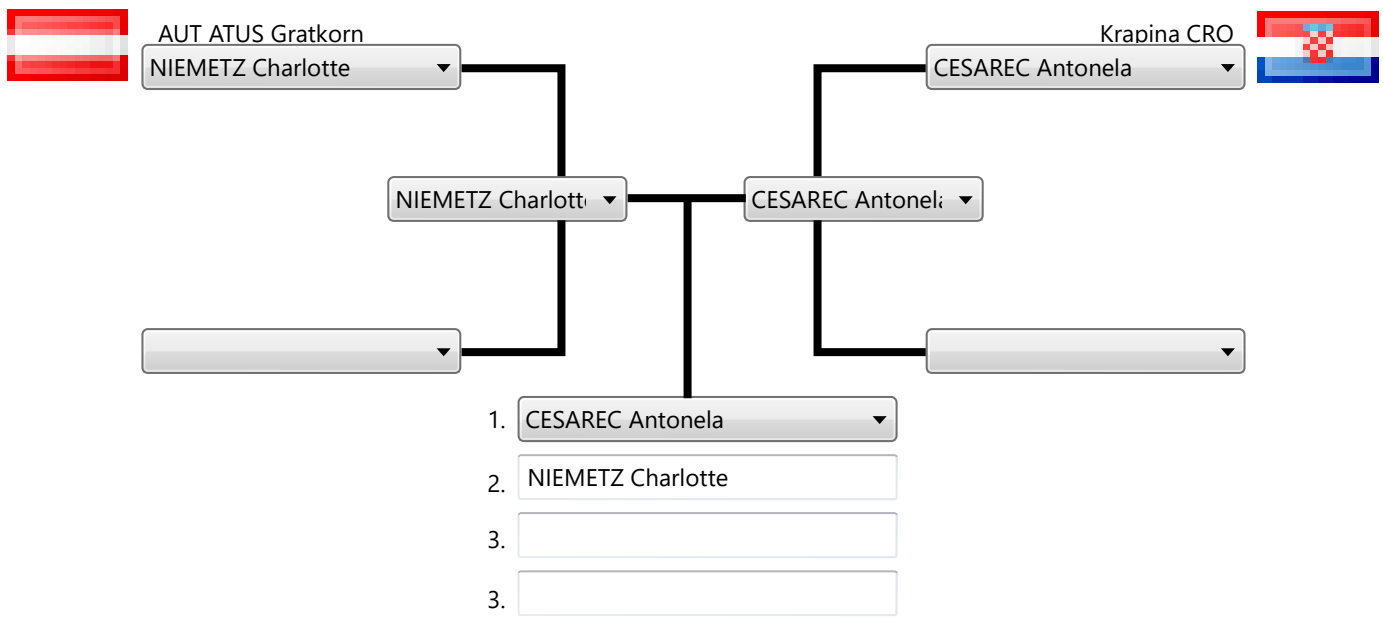 AUT ATUS Gratkorn
Krapina CRO
NIEMETZ Charlotte
CESAREC Antonela
NIEMETZ Charlott
CESAREC Antonel
1. CESAREC Antonela
2. NIEMETZ Charlotte
3.
3.